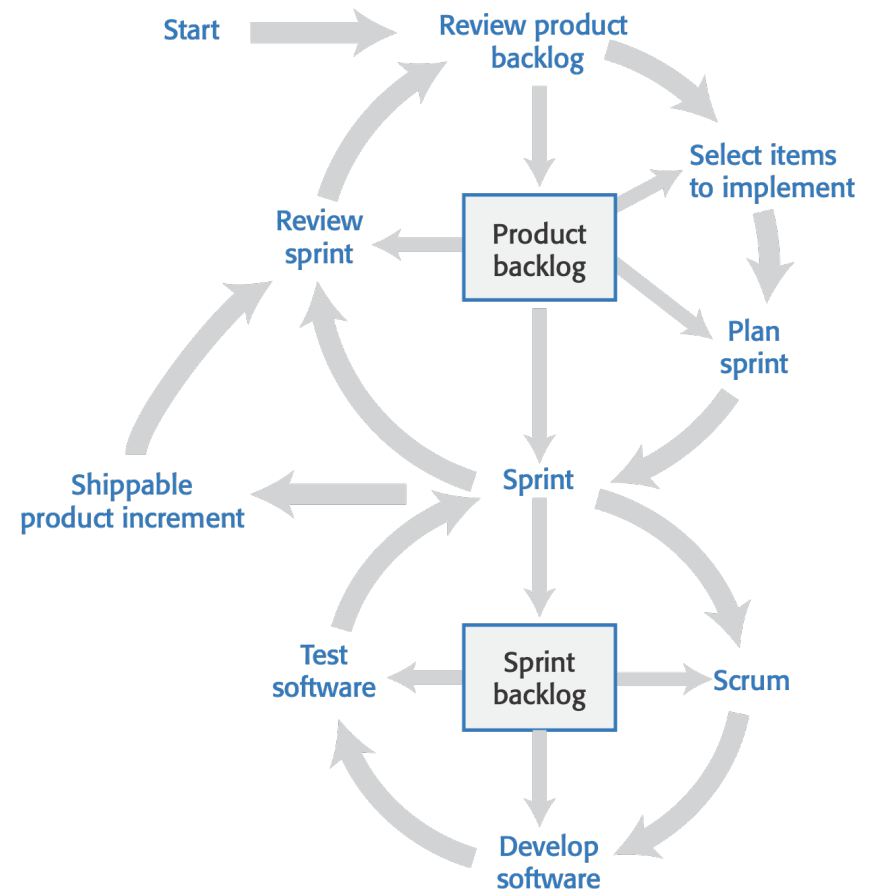 Start
Review product
backlog
Select items
to implement
Review
sprint
Product
backlog
Plan
sprint
Sprint
Shippable
product increment
Test
software
Sprint
backlog
Scrum
Develop
software